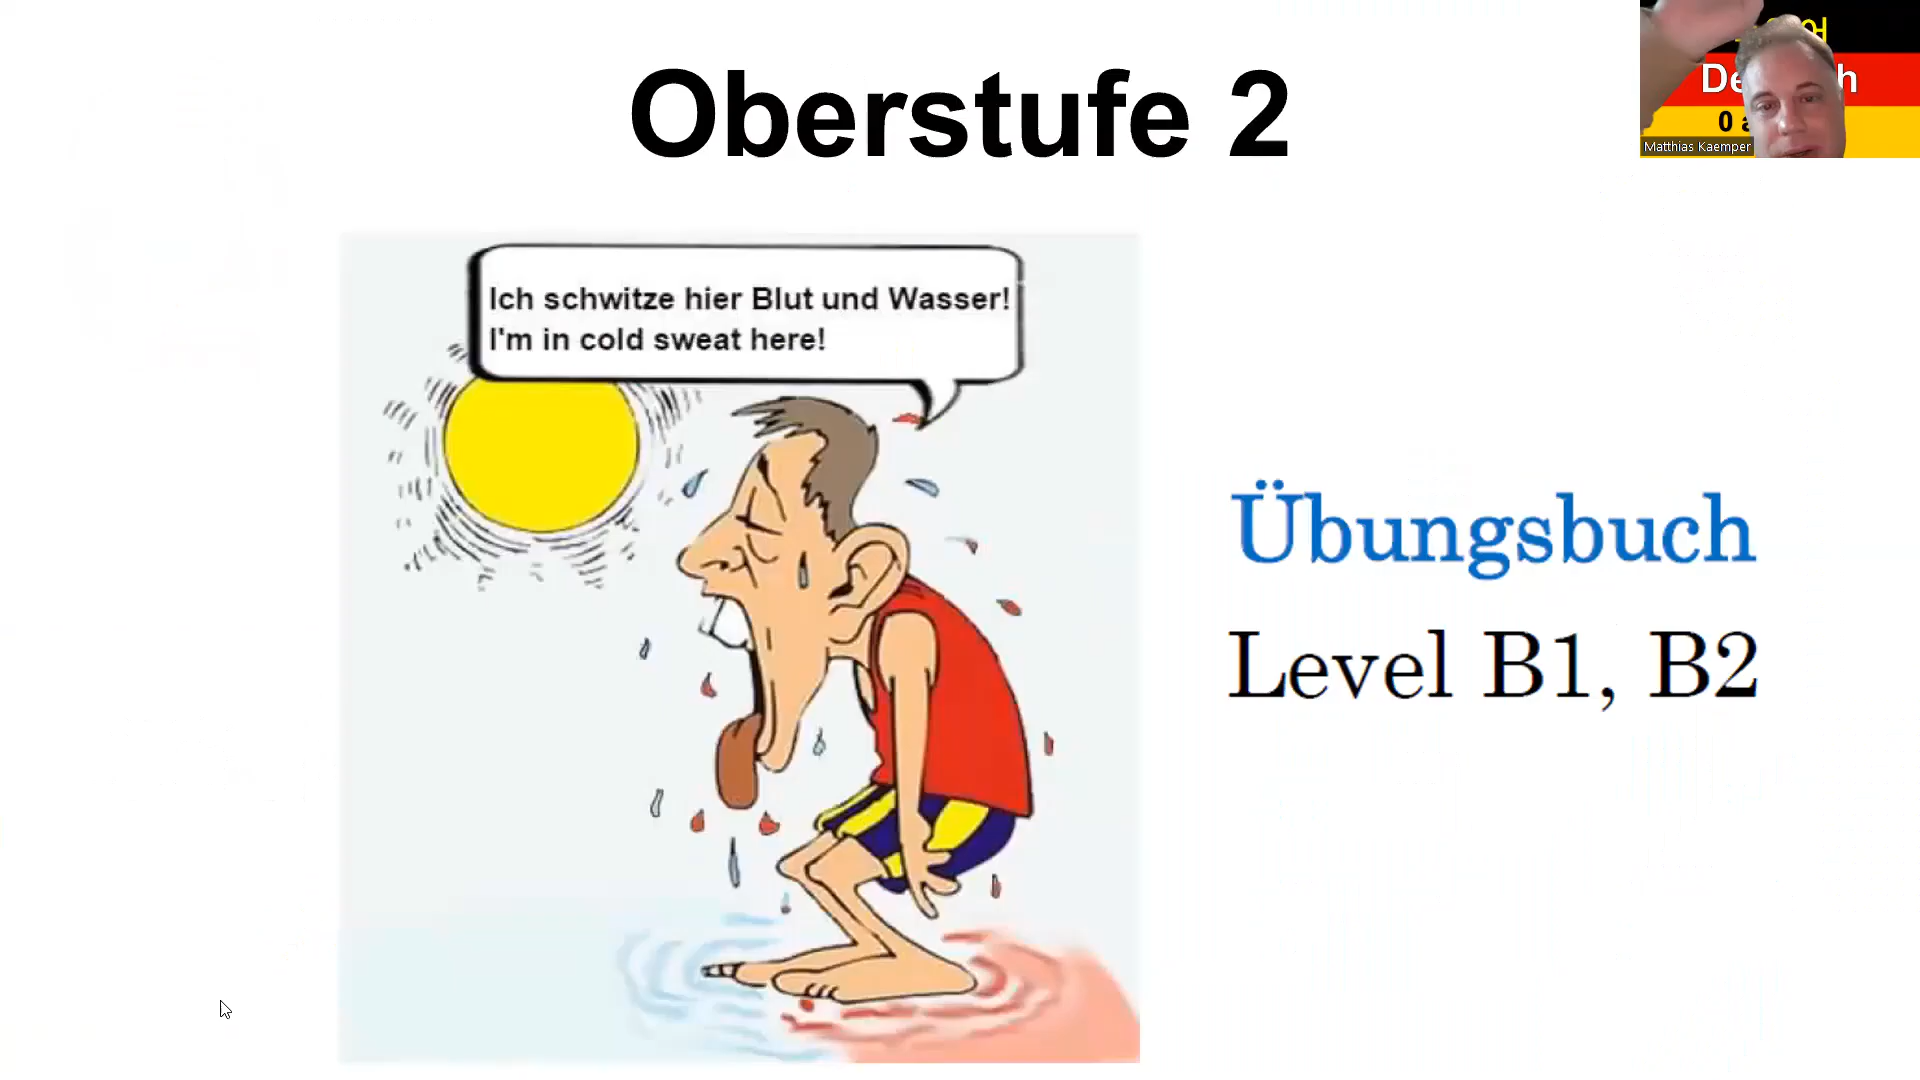 Oberstufe 2
Ich schwitze hier Blut und Wasser!
I'm in cold sweat here!
Übungsbuch
Level B1, B2
Matthias Kaemper